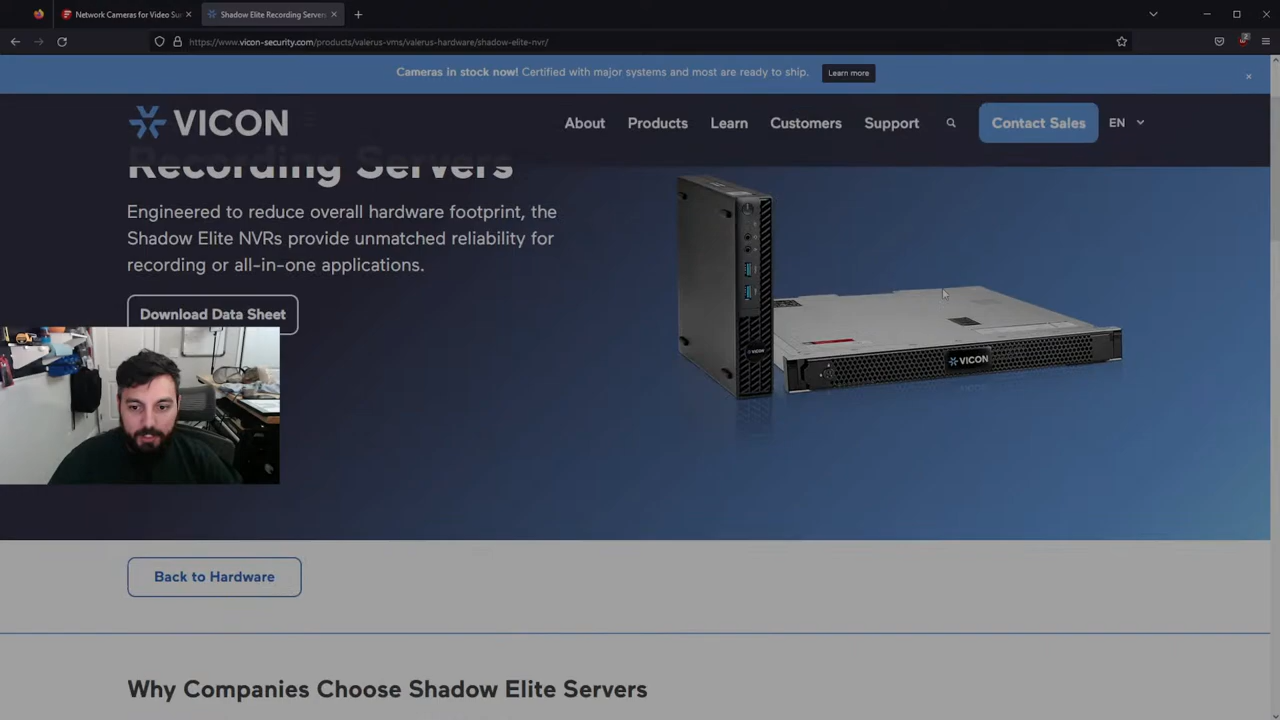 Network Cameras for Video Sur
Shadow Elite Recording Servers
https://www.vicon-security.com/products/valerus-vms/valerus-hardware/shadow-elite-nvr/
2
Cameras in stock now! Certified with major systems and most are ready to ship.
Learn more
VICON
About
Products
Learn
Customers
Support
Contact Sales
EN
Recording Servers
Engineered to reduce overall hardware footprint, the
Shadow Elite NVRs provide unmatched reliability for
recording or all-in-one applications.
Download Data Sheet
VICON
VICON
Back to Hardware
Why Companies Choose Shadow Elite Servers